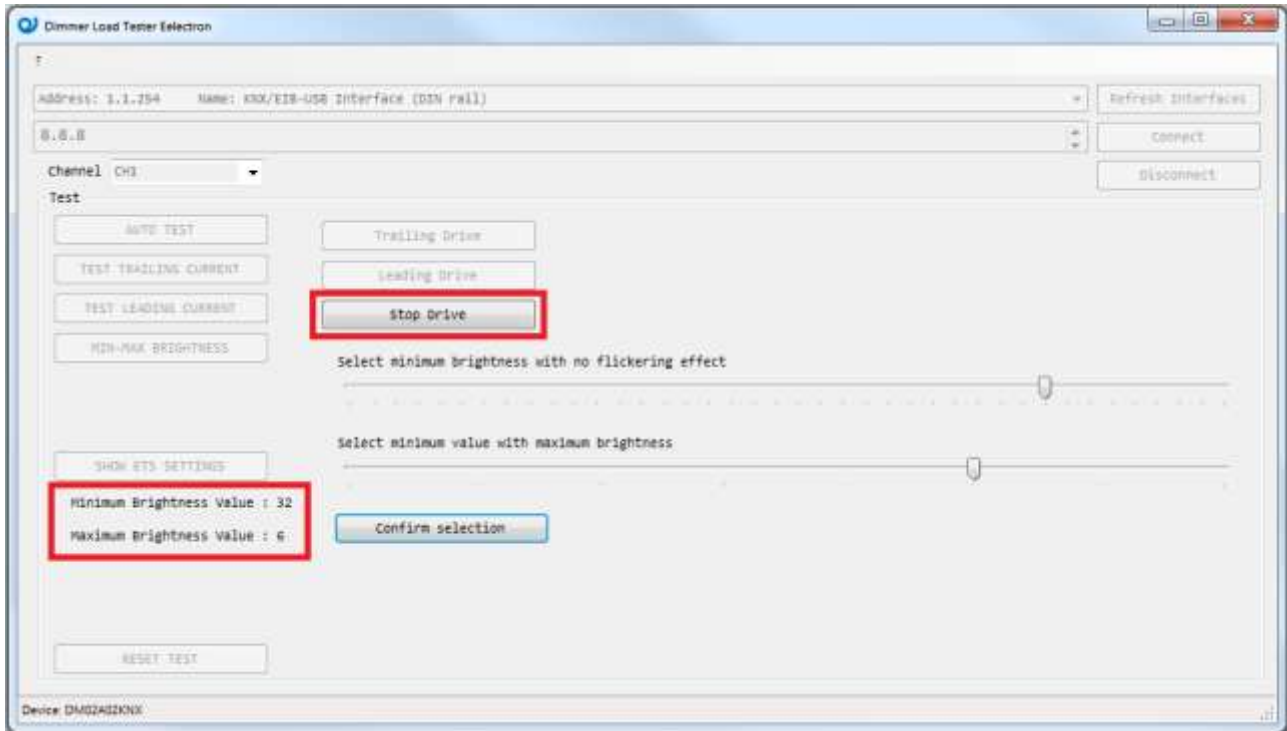 Dimmer Load Tester Eelectron
?
Address: 1.1.254 Name: KNX/EIB-USB Interface (DIN rail)
Refresh Interfaces
Connect
Channel CH1
Disconnect
Test
AUTO TEST
Trailing Drive
TEST TRAILING CURRENT
Leading Drive
TEST LEADING CURRENT
Stop Drive
MIN-MAX BRIGHTNESS
Select minimum brightness with no flickering effect
Select minimum value with maximum brightness
SHOW ETS SETTINGS
Minimum Brightness Value : 32
Maximum Brightness Value : 6
Confirm selection
RESET TEST
Device: DM02A02KNX